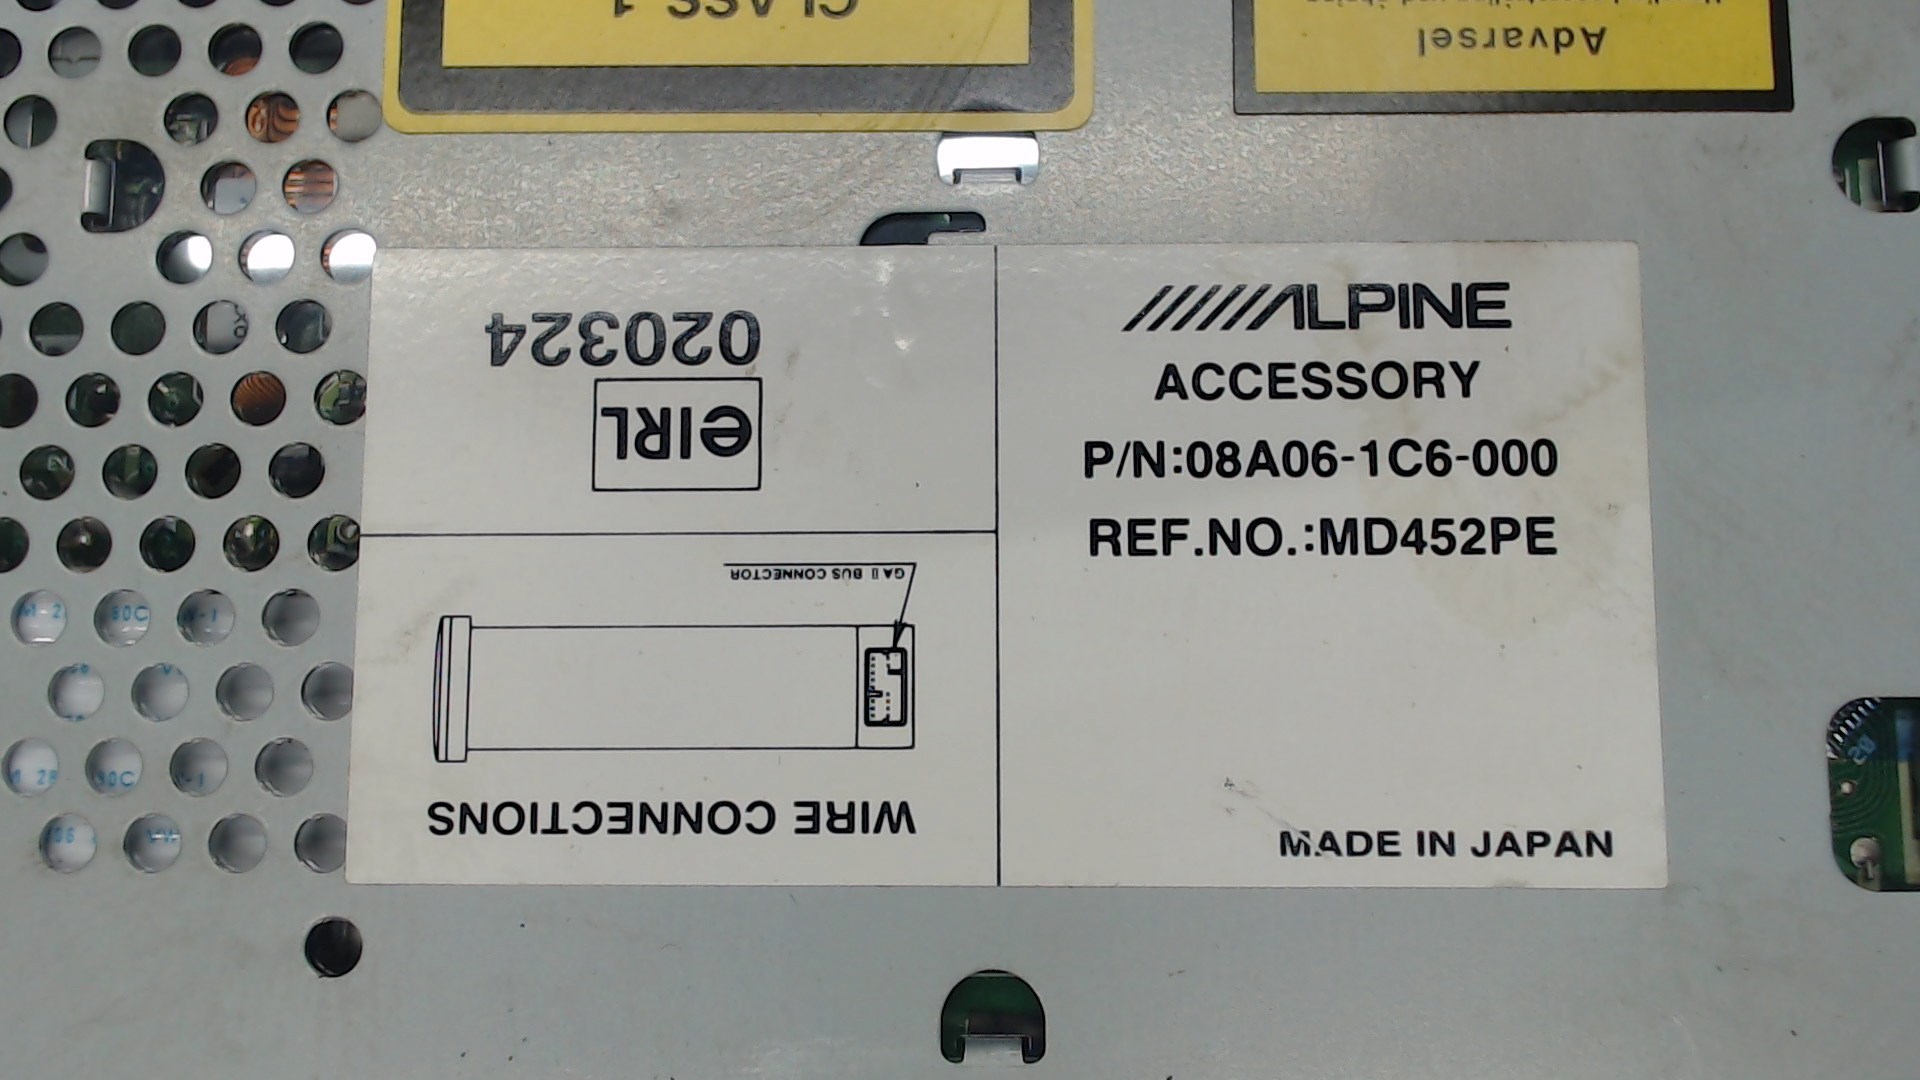 CLASS 1
Advarsel
ALPINE
ACCESSORY
P/N:08A06-1C6-000
REF.NO.:MD452PE
MADE IN JAPAN
WIRE CONNECTIONS
GA II BUS CONNECTOR
eIRL
020324